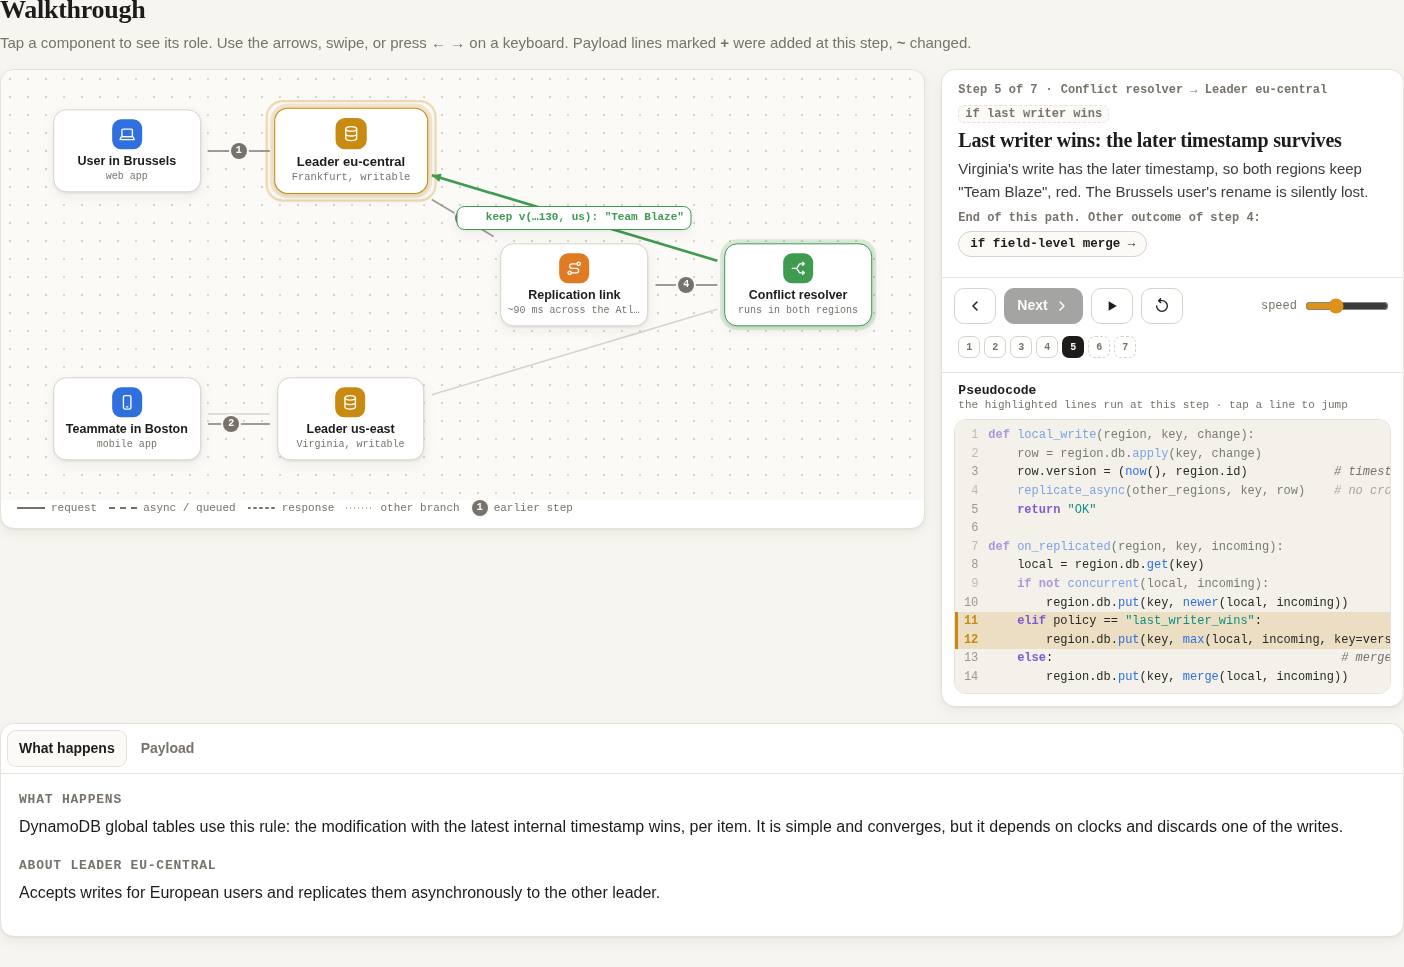 Walkthrough
Tap a component to see its role. Use the arrows, swipe, or press ← → on a keyboard. Payload lines marked + were added at this step, ~ changed.
User in Brussels
web app
1
Leader eu-central
Frankfurt, writable
keep v(…130, us): "Team Blaze"
Replication link
~90 ms across the Atl…
4
Conflict resolver
runs in both regions
Teammate in Boston
mobile app
2
Leader us-east
Virginia, writable
request
async / queued
response
other branch
1 earlier step
Step 5 of 7 · Conflict resolver → Leader eu-central
if last writer wins
Last writer wins: the later timestamp survives
Virginia's write has the later timestamp, so both regions keep
"Team Blaze", red. The Brussels user's rename is silently lost.
End of this path. Other outcome of step 4:
if field-level merge →
Next
speed
1 2 3 4 5 6 7
Pseudocode
the highlighted lines run at this step · tap a line to jump
1 def local_write(region, key, change):
2     row = region.db.apply(key, change)
3     row.version = (now(), region.id)            # timest
4     replicate_async(other_regions, key, row)    # no cro
5     return "OK"
6
7 def on_replicated(region, key, incoming):
8     local = region.db.get(key)
9     if not concurrent(local, incoming):
10         region.db.put(key, newer(local, incoming))
11     elif policy == "last_writer_wins":
12         region.db.put(key, max(local, incoming, key=vers
13     else:                                        # merge
14         region.db.put(key, merge(local, incoming))
What happens
Payload
WHAT HAPPENS
DynamoDB global tables use this rule: the modification with the latest internal timestamp wins, per item. It is simple and converges, but it depends on clocks and discards one of the writes.
ABOUT LEADER EU-CENTRAL
Accepts writes for European users and replicates them asynchronously to the other leader.